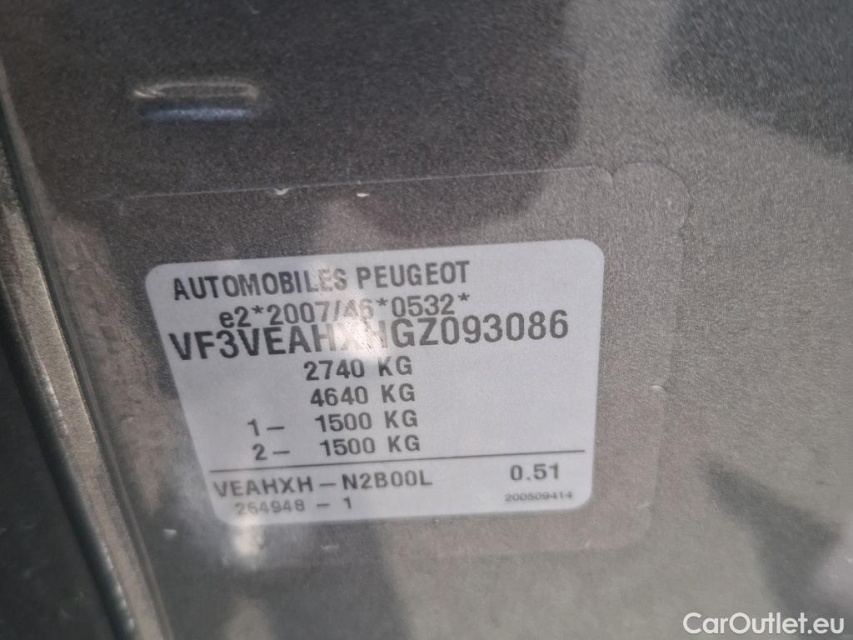 AUTOMOBILES PEUGEOT
e2*2007/46*0532*
VF3VEAHXHGZ093086
2740 KG
4640 KG
1- 1500 KG
2- 1500 KG
VEAHXH-N2B00L 0.51
264948-1 200509414
CarOutlet.eu